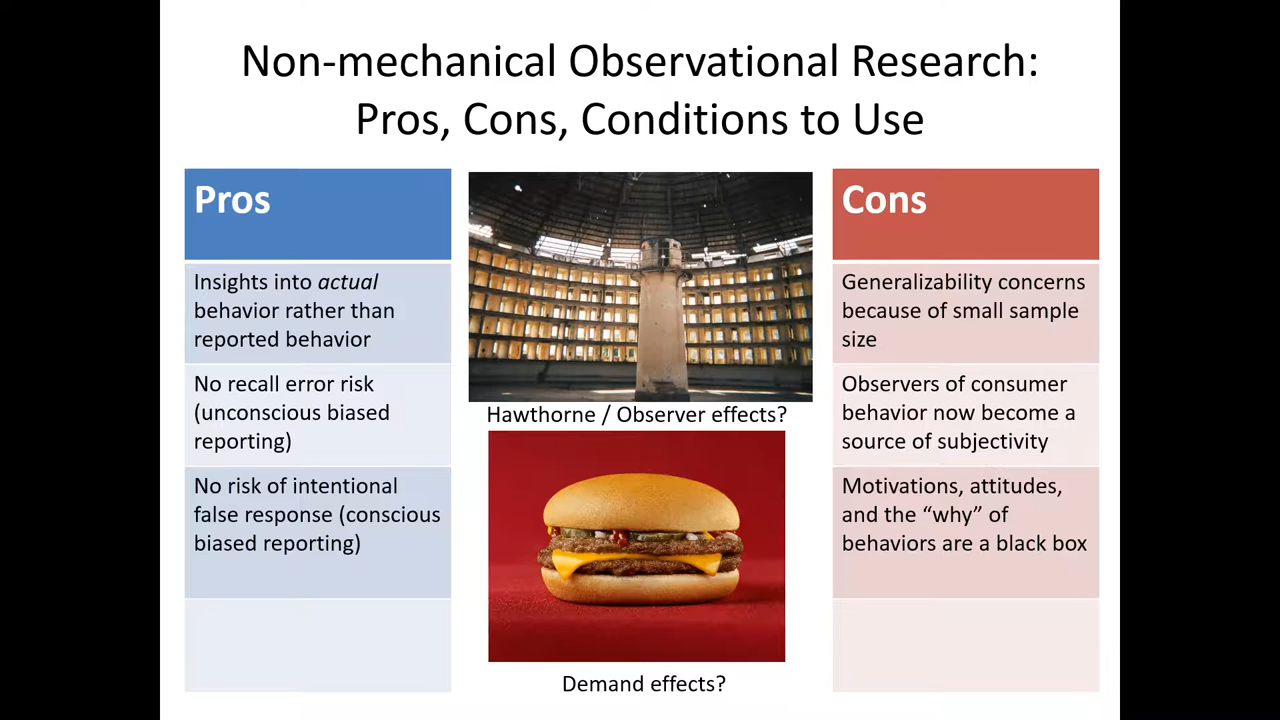 Non-mechanical Observational Research:
Pros, Cons, Conditions to Use
Pros
Insights into actual
behavior rather than
reported behavior
No recall error risk
(unconscious biased
reporting)
No risk of intentional
false response (conscious
biased reporting)
Hawthorne / Observer effects?
Demand effects?
Cons
Generalizability concerns
because of small sample
size
Observers of consumer
behavior now become a
source of subjectivity
Motivations, attitudes,
and the “why” of
behaviors are a black box